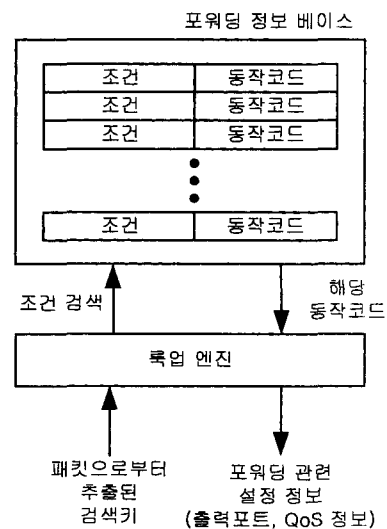 포워딩 정보 베이스
조건 동작코드
조건 동작코드
조건 동작코드
조건 동작코드
조건 검색
해당
동작코드
룩업 엔진
패킷으로부터
추출된
검색키
포워딩 관련
설정 정보
(출력포트, QoS 정보)